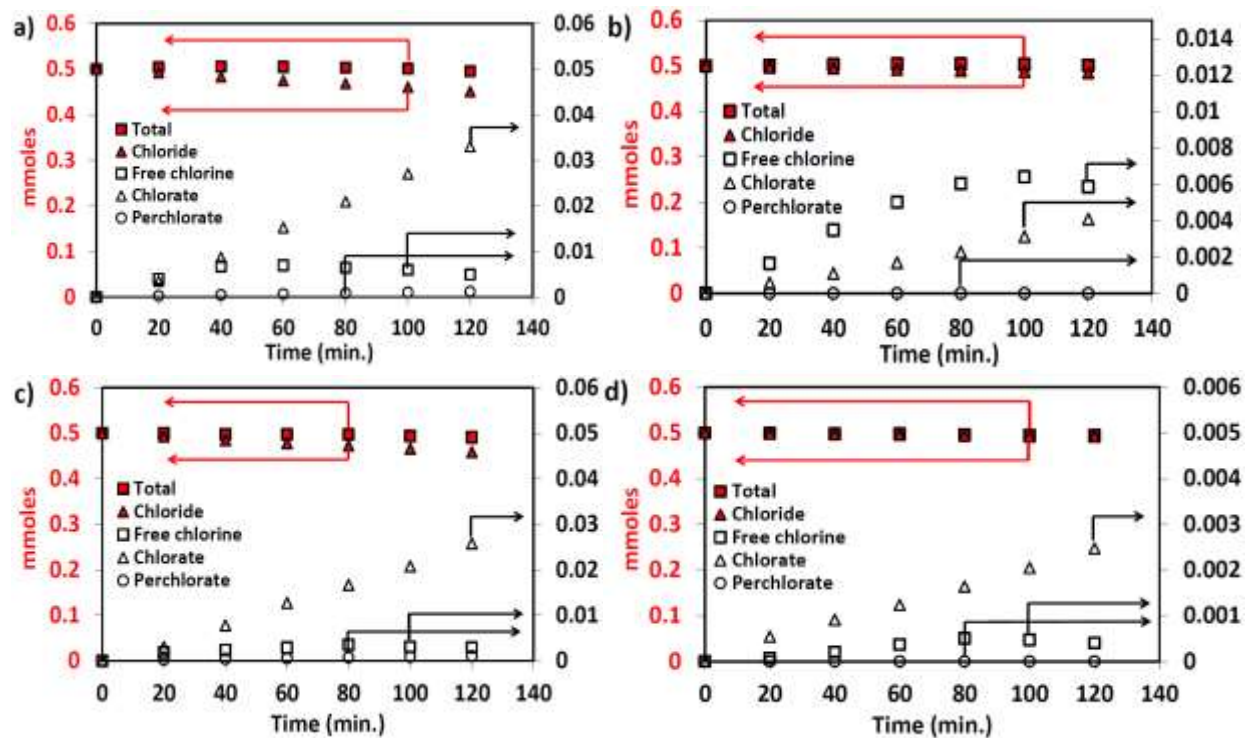 a)
0.6
0.5
0.4
0.3
0.2
0.1
0
mmoles
Total
Chloride
Free chlorine
Chlorate
Perchlorate
0.06
0.05
0.04
0.03
0.02
0.01
0
0 20 40 60 80 100 120 140
Time (min.)
b)
0.6
0.5
0.4
0.3
0.2
0.1
0
Total
Chloride
Free chlorine
Chlorate
Perchlorate
0.014
0.012
0.010
0.008
0.006
0.004
0.002
0
0 20 40 60 80 100 120 140
Time (min.)
c)
0.6
0.5
0.4
0.3
0.2
0.1
0
mmoles
Total
Chloride
Free chlorine
Chlorate
Perchlorate
0.06
0.05
0.04
0.03
0.02
0.01
0
0 20 40 60 80 100 120 140
Time (min.)
d)
0.6
0.5
0.4
0.3
0.2
0.1
0
Total
Chloride
Free chlorine
Chlorate
Perchlorate
0.006
0.005
0.004
0.003
0.002
0.001
0
0 20 40 60 80 100 120 140
Time (min.)